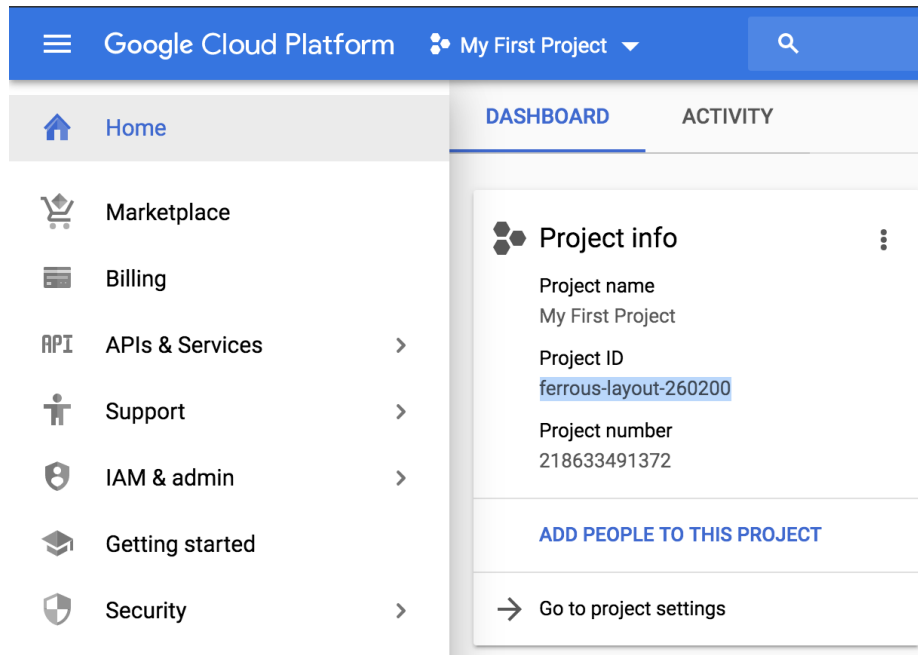 Google Cloud Platform My First Project
Home
Marketplace
Billing
API APIs & Services
Support
IAM & admin
Getting started
Security
DASHBOARD ACTIVITY
Project info
Project name
My First Project
Project ID
ferrous-layout-260200
Project number
218633491372
ADD PEOPLE TO THIS PROJECT
Go to project settings